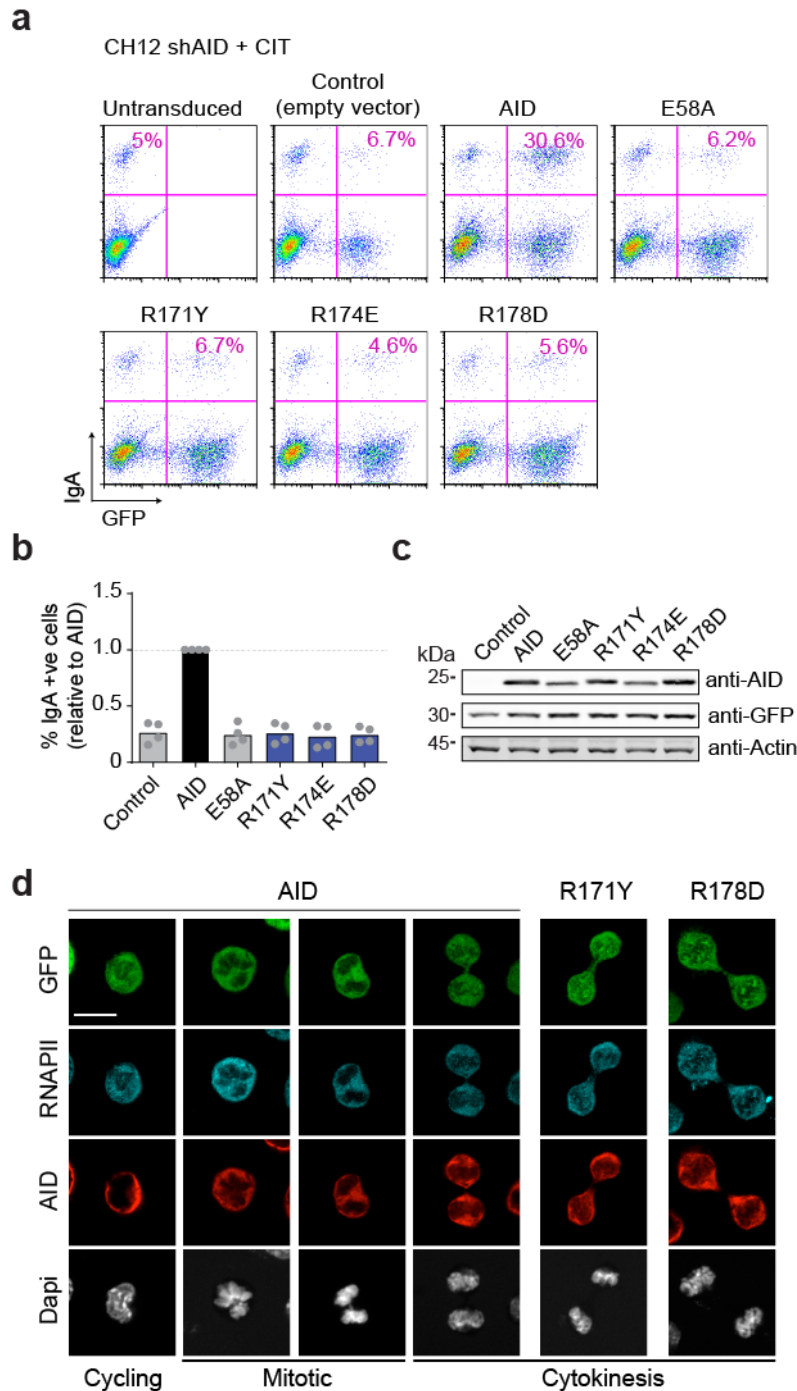 a
CH12 shAID + CIT
Untransduced
Control
(empty vector)
AID
E58A
5%
6.7%
30.6%
6.2%
R171Y
R174E
R178D
6.7%
4.6%
5.6%
IgA
GFP
b
% IgA +ve cells
(relative to AID)
1.5
1.0
0.5
0
Control
AID
E58A
R171Y
R174E
R178D
c
kDa
Control
AID
E58A
R171Y
R174E
R178D
25-
anti-AID
30-
anti-GFP
45-
anti-Actin
d
AID
R171Y
R178D
GFP
RNAPII
AID
Dapi
Cycling
Mitotic
Cytokinesis